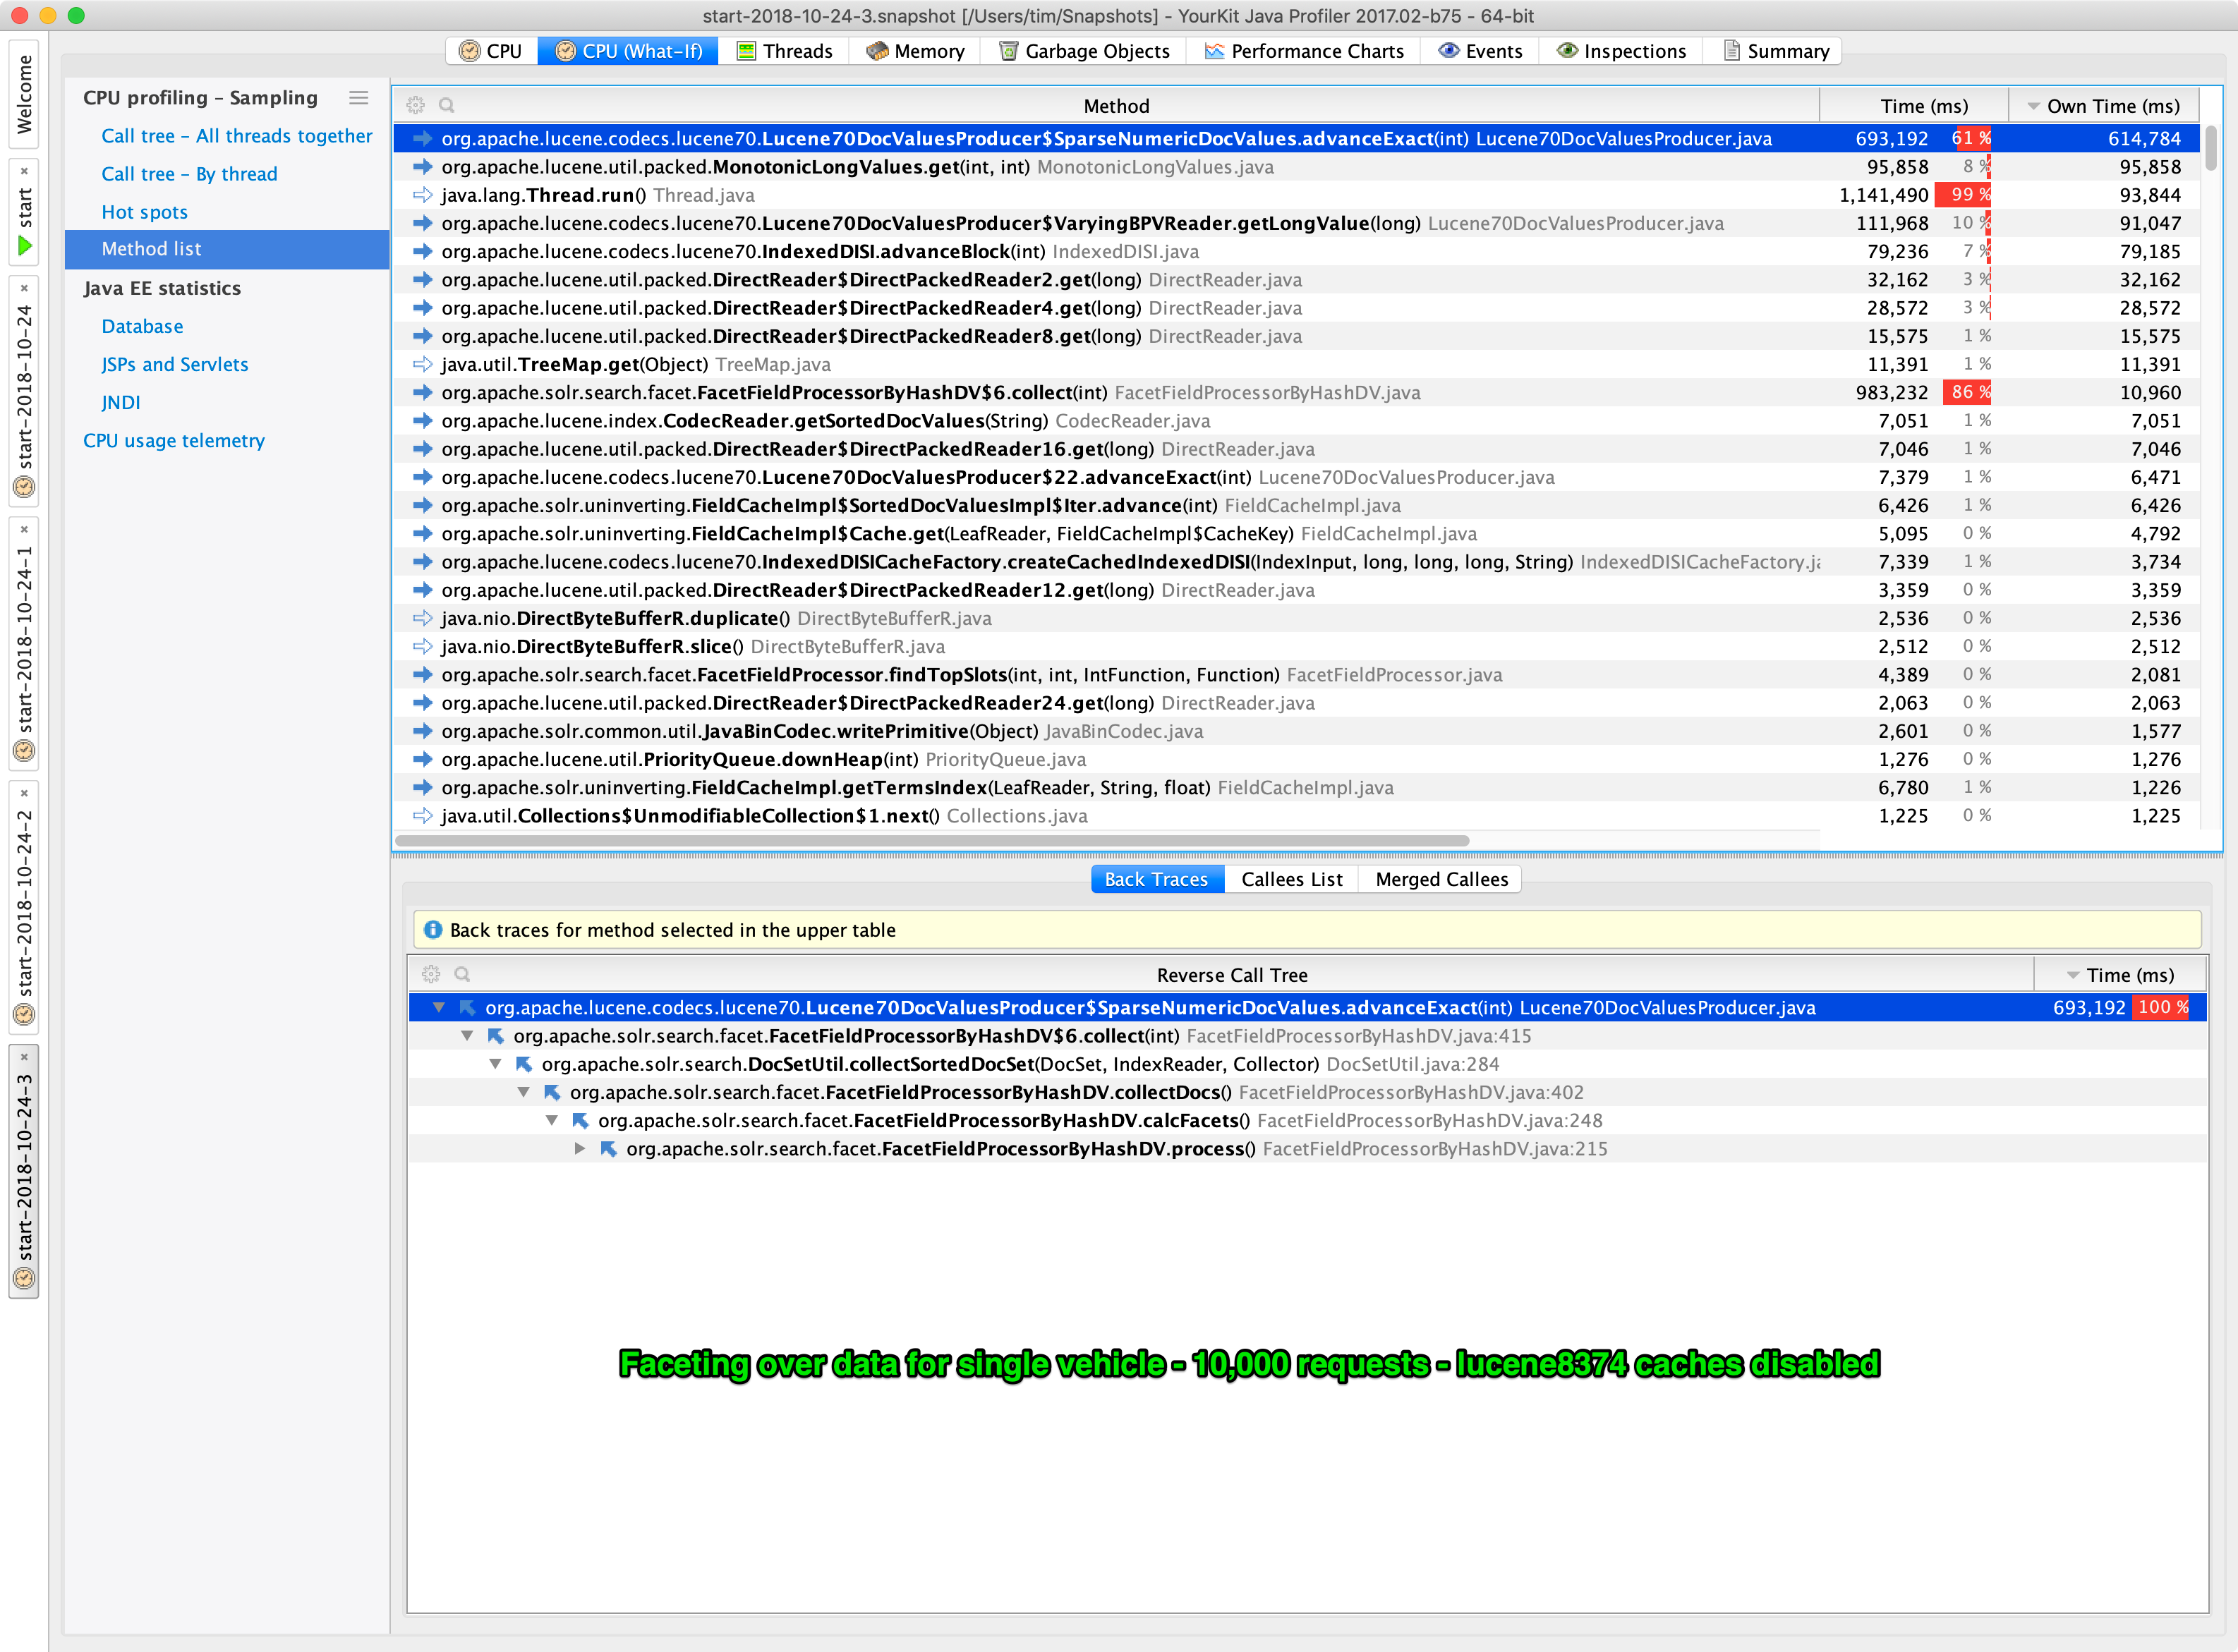 start-2018-10-24-3.snapshot [/Users/tim/Snapshots] - YourKit Java Profiler 2017.02-b75 - 64-bit
Welcome
start
start-2018-10-24
start-2018-10-24-1
start-2018-10-24-2
start-2018-10-24-3
CPU CPU (What-If) Threads Memory Garbage Objects Performance Charts Events Inspections Summary
CPU profiling - Sampling
Call tree - All threads together
Call tree - By thread
Hot spots
Method list
Java EE statistics
Database
JSPs and Servlets
JNDI
CPU usage telemetry
Method Time (ms) Own Time (ms)
org.apache.lucene.codecs.lucene70.Lucene70DocValuesProducer$SparseNumericDocValues.advanceExact(int) Lucene70DocValuesProducer.java 693,192 61 % 614,784
org.apache.lucene.util.packed.MonotonicLongValues.get(int, int) MonotonicLongValues.java 95,858 8 % 95,858
java.lang.Thread.run() Thread.java 1,141,490 99 % 93,844
org.apache.lucene.codecs.lucene70.Lucene70DocValuesProducer$VaryingBPVReader.getLongValue(long) Lucene70DocValuesProducer.java 111,968 10 % 91,047
org.apache.lucene.codecs.lucene70.IndexedDISI.advanceBlock(int) IndexedDISI.java 79,236 7 % 79,185
org.apache.lucene.util.packed.DirectReader$DirectPackedReader2.get(long) DirectReader.java 32,162 3 % 32,162
org.apache.lucene.util.packed.DirectReader$DirectPackedReader4.get(long) DirectReader.java 28,572 3 % 28,572
org.apache.lucene.util.packed.DirectReader$DirectPackedReader8.get(long) DirectReader.java 15,575 1 % 15,575
java.util.TreeMap.get(Object) TreeMap.java 11,391 1 % 11,391
org.apache.solr.search.facet.FacetFieldProcessorByHashDV$6.collect(int) FacetFieldProcessorByHashDV.java 983,232 86 % 10,960
org.apache.lucene.index.CodecReader.getSortedDocValues(String) CodecReader.java 7,051 1 % 7,051
org.apache.lucene.util.packed.DirectReader$DirectPackedReader16.get(long) DirectReader.java 7,046 1 % 7,046
org.apache.lucene.codecs.lucene70.Lucene70DocValuesProducer$22.advanceExact(int) Lucene70DocValuesProducer.java 7,379 1 % 6,471
org.apache.solr.uninverting.FieldCacheImpl$SortedDocValuesImpl$Iter.advance(int) FieldCacheImpl.java 6,426 1 % 6,426
org.apache.solr.uninverting.FieldCacheImpl$Cache.get(LeafReader, FieldCacheImpl$CacheKey) FieldCacheImpl.java 5,095 0 % 4,792
org.apache.lucene.codecs.lucene70.IndexedDISICacheFactory.createCachedIndexedDISI(IndexInput, long, long, long, String) IndexedDISICacheFactory.ja 7,339 1 % 3,734
org.apache.lucene.util.packed.DirectReader$DirectPackedReader12.get(long) DirectReader.java 3,359 0 % 3,359
java.nio.DirectByteBufferR.duplicate() DirectByteBufferR.java 2,536 0 % 2,536
java.nio.DirectByteBufferR.slice() DirectByteBufferR.java 2,512 0 % 2,512
org.apache.solr.search.facet.FacetFieldProcessor.findTopSlots(int, int, IntFunction, Function) FacetFieldProcessor.java 4,389 0 % 2,081
org.apache.lucene.util.packed.DirectReader$DirectPackedReader24.get(long) DirectReader.java 2,063 0 % 2,063
org.apache.solr.common.util.JavaBinCodec.writePrimitive(Object) JavaBinCodec.java 2,601 0 % 1,577
org.apache.lucene.util.PriorityQueue.downHeap(int) PriorityQueue.java 1,276 0 % 1,276
org.apache.solr.uninverting.FieldCacheImpl.getTermsIndex(LeafReader, String, float) FieldCacheImpl.java 6,780 1 % 1,226
java.util.Collections$UnmodifiableCollection$1.next() Collections.java 1,225 0 % 1,225
Back Traces Callees List Merged Callees
Back traces for method selected in the upper table
Reverse Call Tree Time (ms)
org.apache.lucene.codecs.lucene70.Lucene70DocValuesProducer$SparseNumericDocValues.advanceExact(int) Lucene70DocValuesProducer.java 693,192 100 %
org.apache.solr.search.facet.FacetFieldProcessorByHashDV$6.collect(int) FacetFieldProcessorByHashDV.java:415
org.apache.solr.search.DocSetUtil.collectSortedDocSet(DocSet, IndexReader, Collector) DocSetUtil.java:284
org.apache.solr.search.facet.FacetFieldProcessorByHashDV.collectDocs() FacetFieldProcessorByHashDV.java:402
org.apache.solr.search.facet.FacetFieldProcessorByHashDV.calcFacets() FacetFieldProcessorByHashDV.java:248
org.apache.solr.search.facet.FacetFieldProcessorByHashDV.process() FacetFieldProcessorByHashDV.java:215
Faceting over data for single vehicle - 10,000 requests - lucene8374 caches disabled